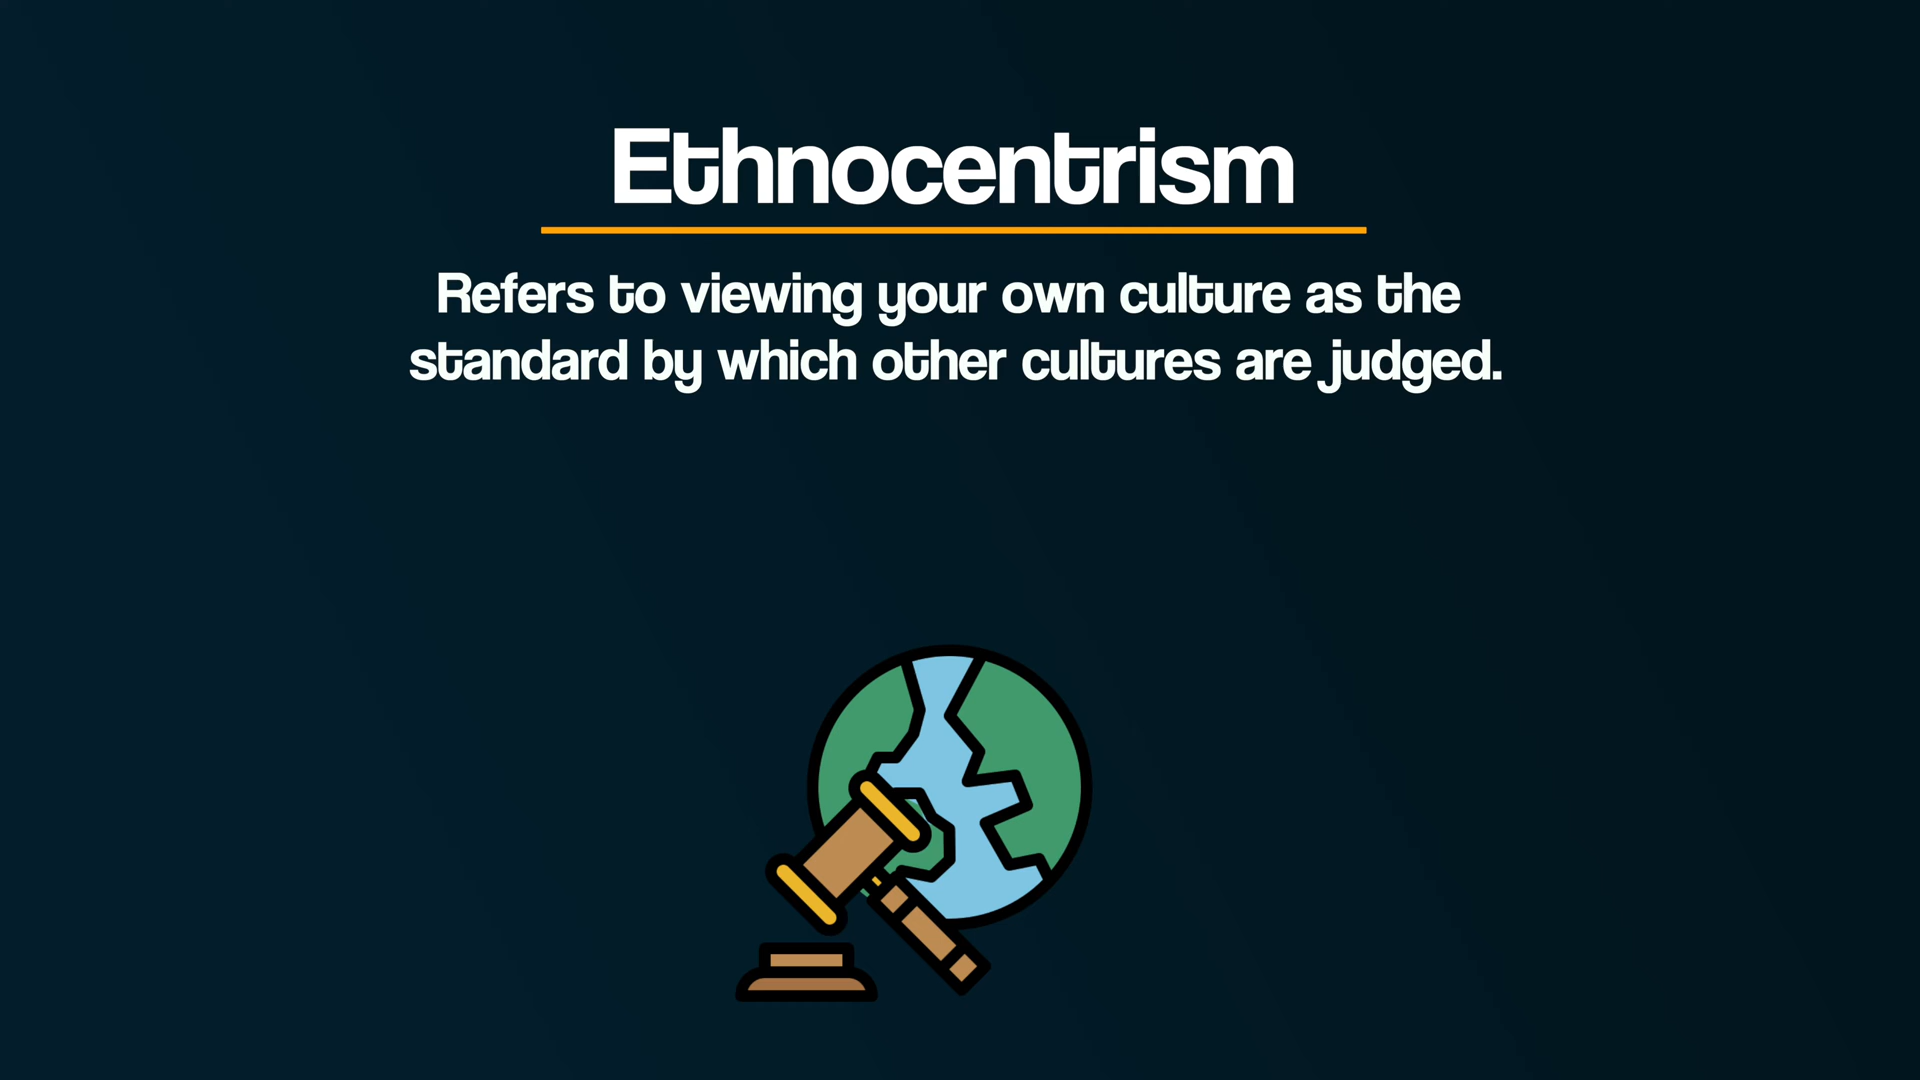 Ethnocentrism
Refers to viewing your own culture as the
standard by which other cultures are judged.